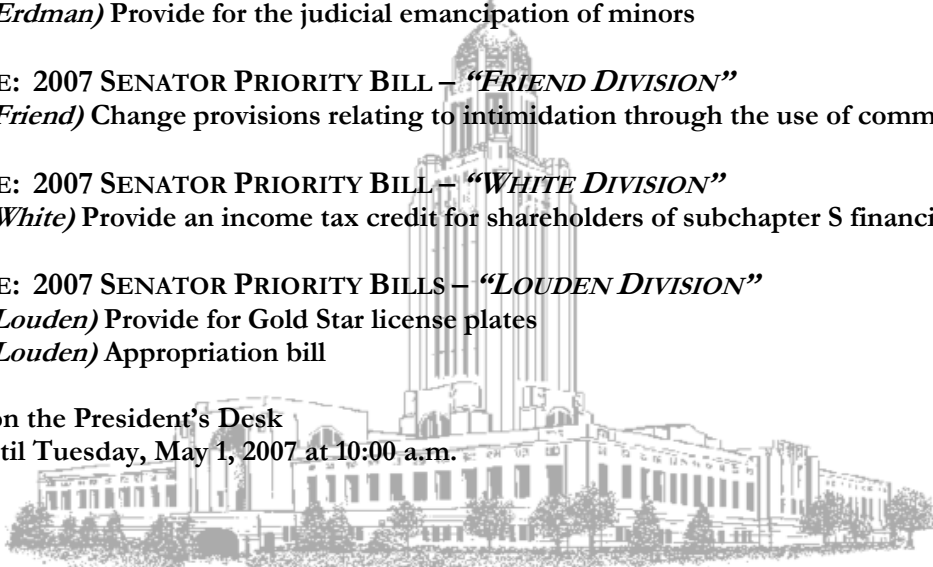 Erdman) Provide for the judicial emancipation of minors
E: 2007 SENATOR PRIORITY BILL – "FRIEND DIVISION"
Friend) Change provisions relating to intimidation through the use of comm
E: 2007 SENATOR PRIORITY BILL – "WHITE DIVISION"
White) Provide an income tax credit for shareholders of subchapter S financi
E: 2007 SENATOR PRIORITY BILLS – "LOUDEN DIVISION"
Louden) Provide for Gold Star license plates
Louden) Appropriation bill
on the President's Desk
til Tuesday, May 1, 2007 at 10:00 a.m.